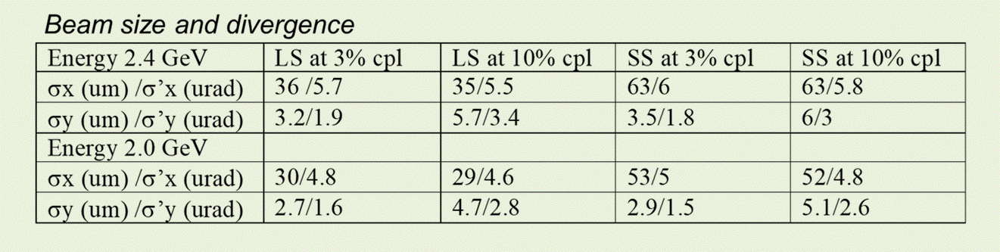 Beam size and divergence
Energy 2.4 GeV LS at 3% cpl LS at 10% cpl SS at 3% cpl SS at 10% cpl
σx (um) /σ’x (urad) 36 /5.7 35/5.5 63/6 63/5.8
σy (um) /σ’y (urad) 3.2/1.9 5.7/3.4 3.5/1.8 6/3
Energy 2.0 GeV
σx (um) /σ’x (urad) 30/4.8 29/4.6 53/5 52/4.8
σy (um) /σ’y (urad) 2.7/1.6 4.7/2.8 2.9/1.5 5.1/2.6